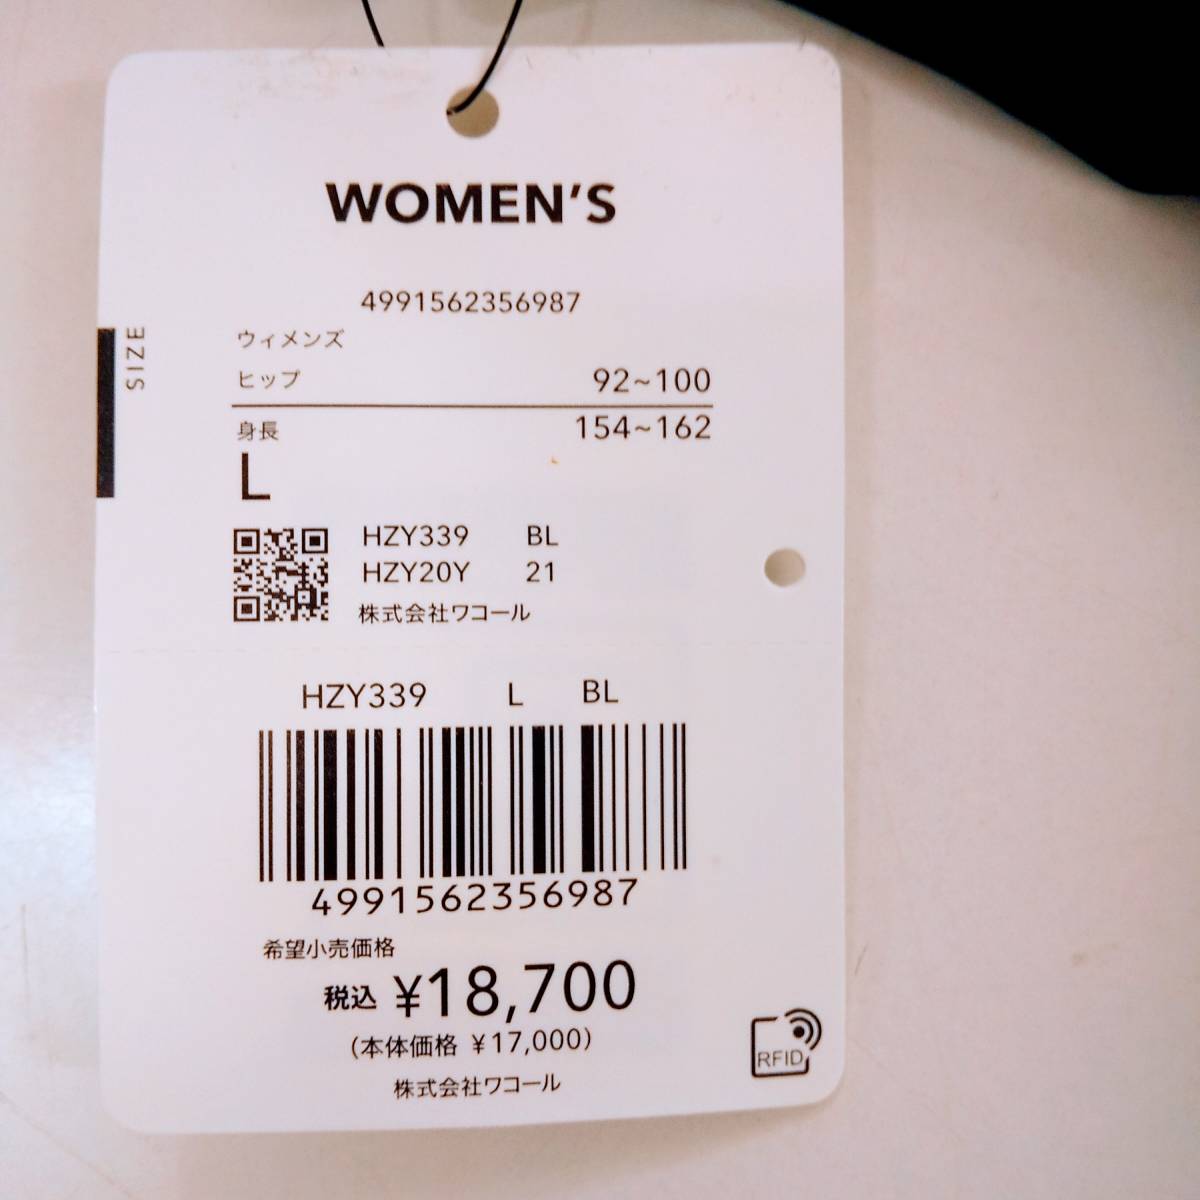 WOMEN'S
4991562356987
SIZE
ウィメンズ
ヒップ 92~100
身長 154~162
L
HZY339 BL
HZY20Y 21
株式会社ワコール
HZY339 L BL
4991562356987
希望小売価格
税込 ¥18,700
(本体価格 ¥17,000)
株式会社ワコール
RFID